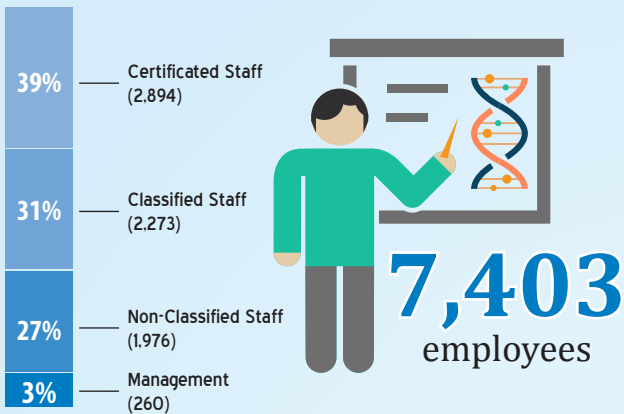 39%
Certificated Staff
(2,894)
31%
Classified Staff
(2,273)
27%
Non-Classified Staff
(1,976)
3%
Management
(260)
7,403
employees